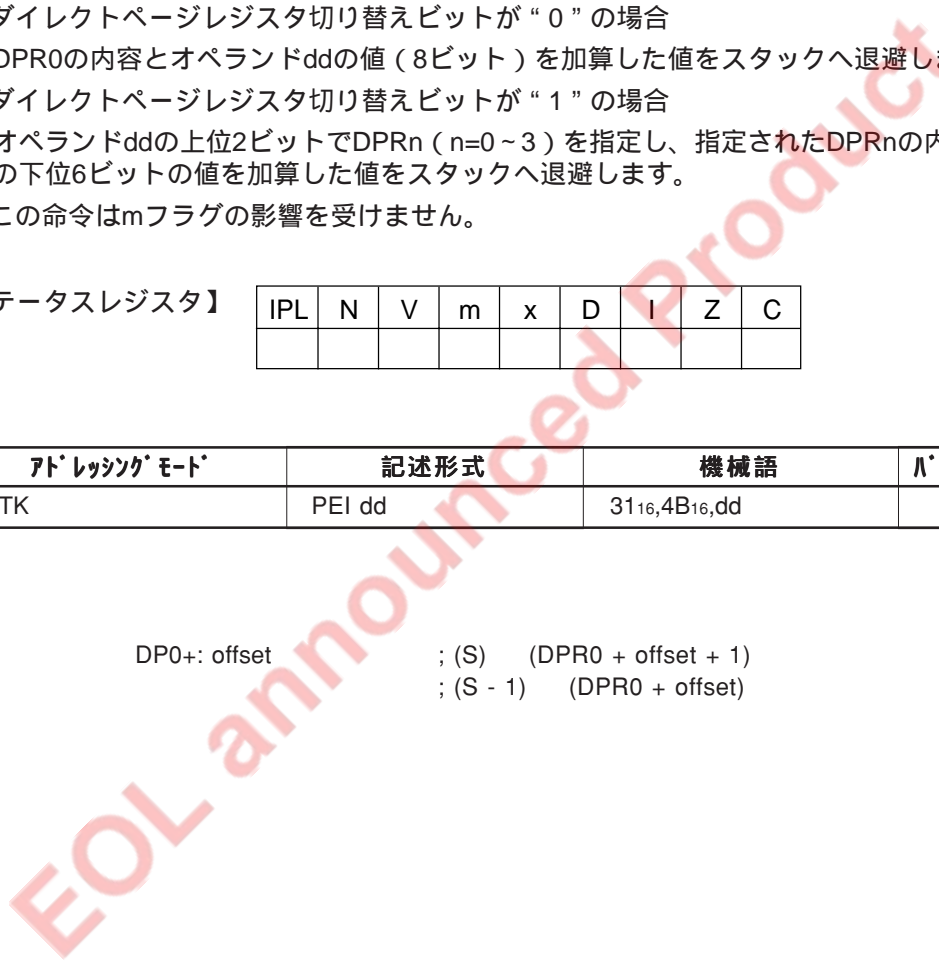 ダイレクトページレジスタ切り替えビットが“0”の場合
DPR0の内容とオペランドddの値(8ビット)を加算した値をスタックへ退避し
ダイレクトページレジスタ切り替えビットが“1”の場合
オペランドddの上位2ビットでDPRn(n=0~3)を指定し、指定されたDPRnの
の下位6ビットの値を加算した値をスタックへ退避します。
この命令はmフラグの影響を受けません。
テータスレジスタ】
IPL N V m x D I Z C
アドレッシングモード 記述形式 機械語 バ
TK PEI dd 31₁₆,4B₁₆,dd
DP0+: offset ; (S) (DPR0 + offset + 1)
; (S - 1) (DPR0 + offset)
EOL announced Product